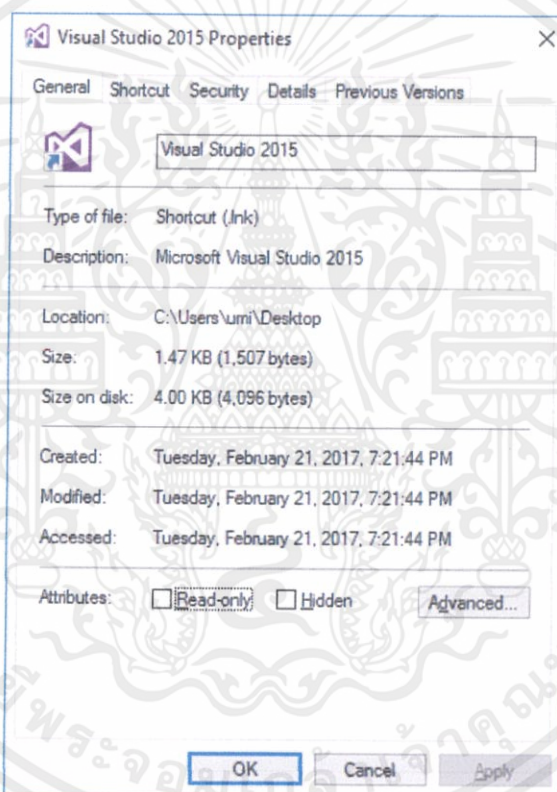 Visual Studio 2015 Properties
General Shortcut Security Details Previous Versions
Visual Studio 2015
Type of file: Shortcut (.lnk)
Description: Microsoft Visual Studio 2015
Location: C:\Users\umi\Desktop
Size: 1.47 KB (1,507 bytes)
Size on disk: 4.00 KB (4,096 bytes)
Created: Tuesday, February 21, 2017, 7:21:44 PM
Modified: Tuesday, February 21, 2017, 7:21:44 PM
Accessed: Tuesday, February 21, 2017, 7:21:44 PM
Attributes: Read-only Hidden Advanced...
OK Cancel Apply